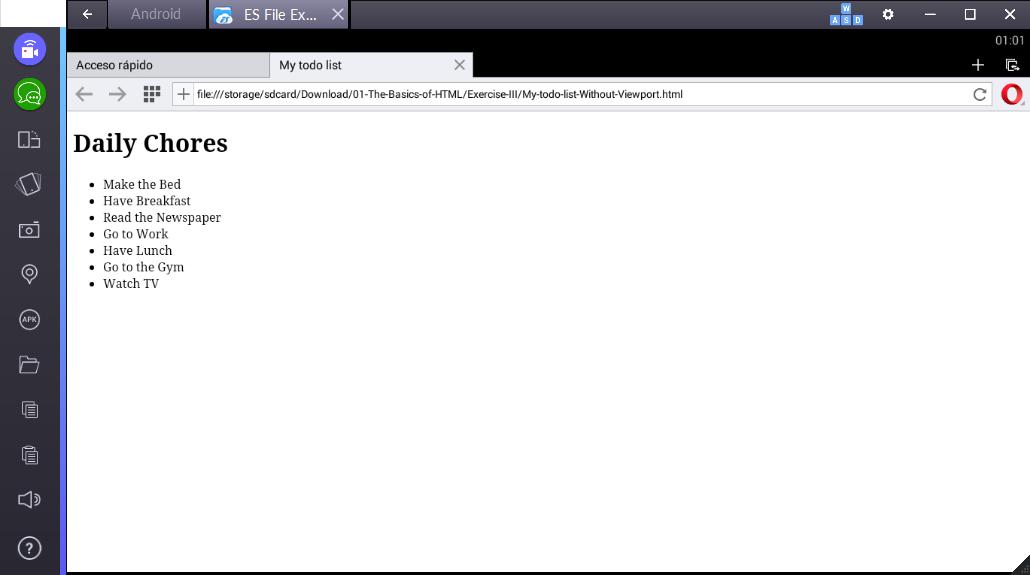 Android
ES File Ex...
W
A S D
01:01
Acceso rápido
My todo list
file:///storage/sdcard/Download/01-The-Basics-of-HTML/Exercise-III/My-todo-list-Without-Viewport.html
Daily Chores
Make the Bed
Have Breakfast
Read the Newspaper
Go to Work
Have Lunch
Go to the Gym
Watch TV
APK